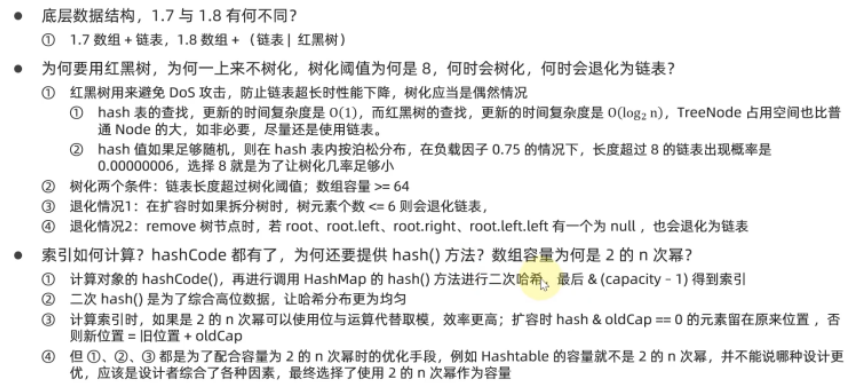 ● 底层数据结构，1.7 与 1.8 有何不同？
① 1.7 数组 + 链表，1.8 数组 + （链表 | 红黑树）
● 为何要用红黑树，为何一上来不树化，树化阈值为何是 8，何时会树化，何时会退化为链表？
① 红黑树用来避免 DoS 攻击，防止链表超长时性能下降，树化应当是偶然情况
① hash 表的查找，更新的时间复杂度是 O(1)，而红黑树的查找，更新的时间复杂度是 O(log₂ n)，TreeNode 占用空间也比普
通 Node 的大，如非必要，尽量还是使用链表。
② hash 值如果足够随机，则在 hash 表内按泊松分布，在负载因子 0.75 的情况下，长度超过 8 的链表出现概率是
0.00000006，选择 8 就是为了让树化几率足够小
② 树化两个条件：链表长度超过树化阈值；数组容量 >= 64
③ 退化情况1：在扩容时如果拆分树时，树元素个数 <= 6 则会退化链表，
④ 退化情况2：remove 树节点时，若 root、root.left、root.right、root.left.left 有一个为 null ，也会退化为链表
● 索引如何计算？hashCode 都有了，为何还要提供 hash() 方法？数组容量为何是 2 的 n 次幂？
① 计算对象的 hashCode()，再进行调用 HashMap 的 hash() 方法进行二次哈希，最后 & (capacity – 1) 得到索引
② 二次 hash() 是为了综合高位数据，让哈希分布更为均匀
③ 计算索引时，如果是 2 的 n 次幂可以使用位与运算代替取模，效率更高；扩容时 hash & oldCap == 0 的元素留在原来位置 ，否
则新位置 = 旧位置 + oldCap
④ 但 ①、②、③ 都是为了配合容量为 2 的 n 次幂时的优化手段，例如 Hashtable 的容量就不是 2 的 n 次幂，并不能说哪种设计更
优，应该是设计者综合了各种因素，最终选择了使用 2 的 n 次幂作为容量